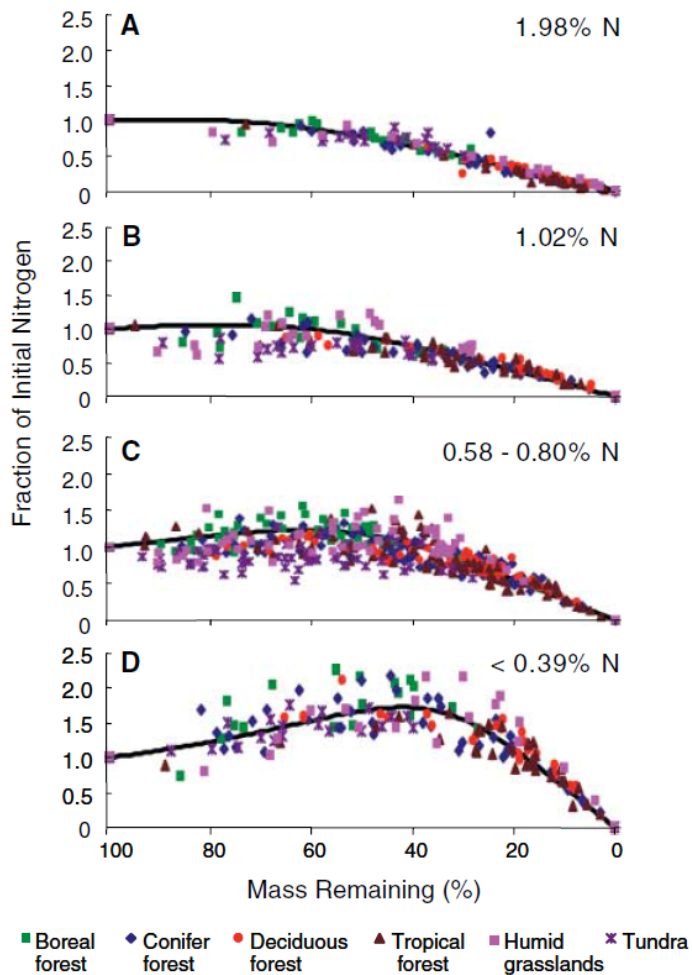 A
1.98% N
2.5
2.0
1.5
1.0
0.5
0
B
1.02% N
2.5
2.0
1.5
1.0
0.5
0
C
0.58 - 0.80% N
2.5
2.0
1.5
1.0
0.5
0
D
< 0.39% N
2.5
2.0
1.5
1.0
0.5
0
Fraction of Initial Nitrogen
100 80 60 40 20 0
Mass Remaining (%)
Boreal Conifer Deciduous Tropical Humid Tundra
forest forest forest forest grasslands